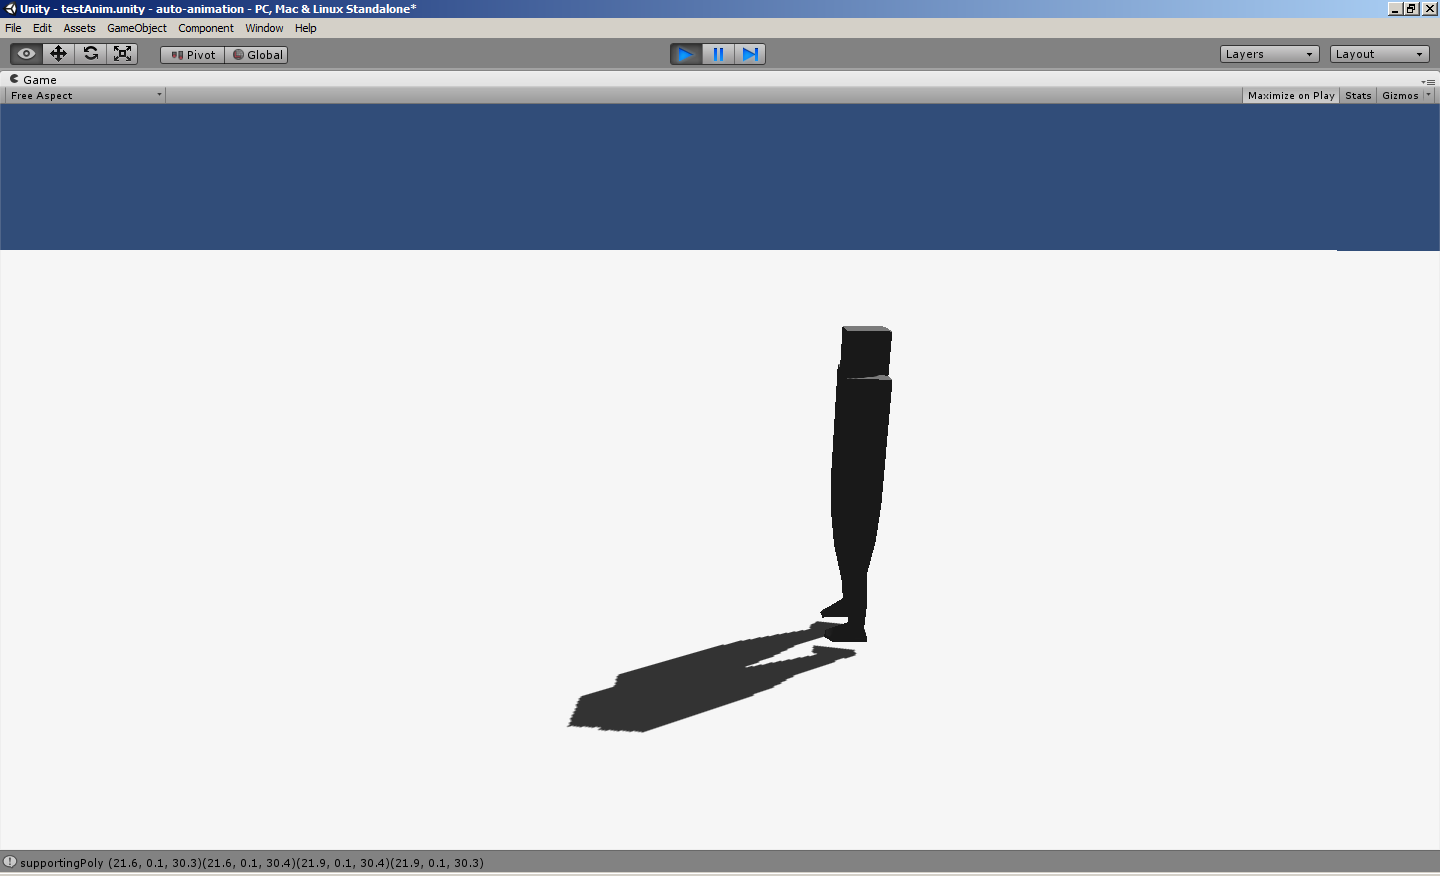 Unity - testAnim.unity - auto-animation - PC, Mac & Linux Standalone*
File Edit Assets GameObject Component Window Help
Pivot Global Layers Layout
Game
Free Aspect Maximize on Play Stats Gizmos
supportingPoly (21.6, 0.1, 30.3)(21.6, 0.1, 30.4)(21.9, 0.1, 30.4)(21.9, 0.1, 30.3)